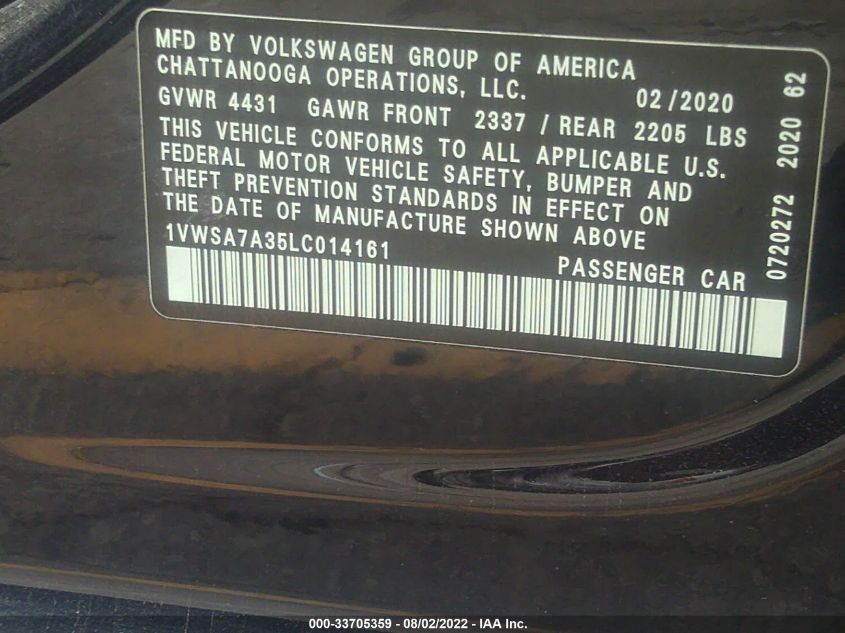 MFD BY VOLKSWAGEN GROUP OF AMERICA
CHATTANOOGA OPERATIONS, LLC. 02/2020
GVWR 4431 GAWR FRONT 2337 / REAR 2205 LBS
THIS VEHICLE CONFORMS TO ALL APPLICABLE U.S.
FEDERAL MOTOR VEHICLE SAFETY, BUMPER AND
THEFT PREVENTION STANDARDS IN EFFECT ON
THE DATE OF MANUFACTURE SHOWN ABOVE
1VWSA7A35LC014161 PASSENGER CAR
0720272 2020 62
000-33705359 - 08/02/2022 - IAA Inc.